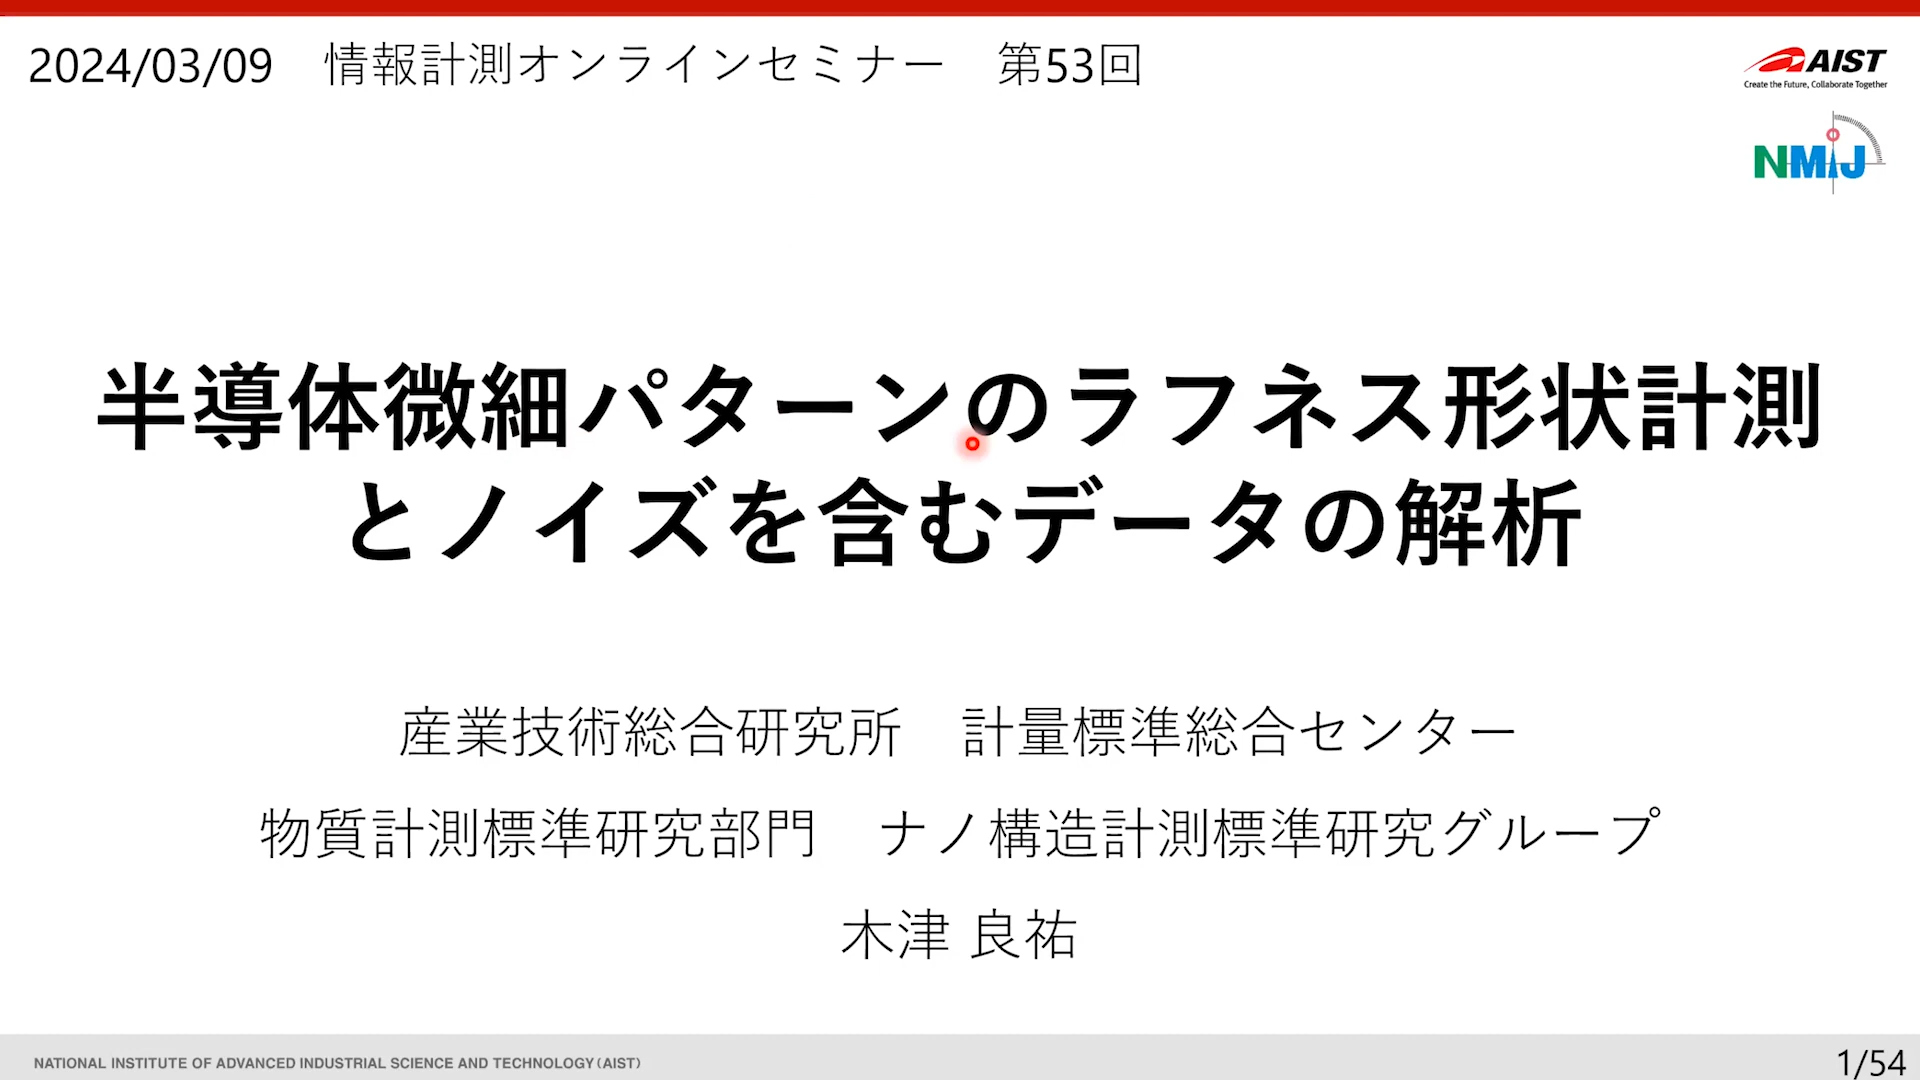 2024/03/09　情報計測オンラインセミナー　第53回
AIST
Create the Future, Collaborate Together
NMIJ
半導体微細パターンのラフネス形状計測
とノイズを含むデータの解析
産業技術総合研究所　計量標準総合センター
物質計測標準研究部門　ナノ構造計測標準研究グループ
木津 良祐
NATIONAL INSTITUTE OF ADVANCED INDUSTRIAL SCIENCE AND TECHNOLOGY (AIST)
1/54